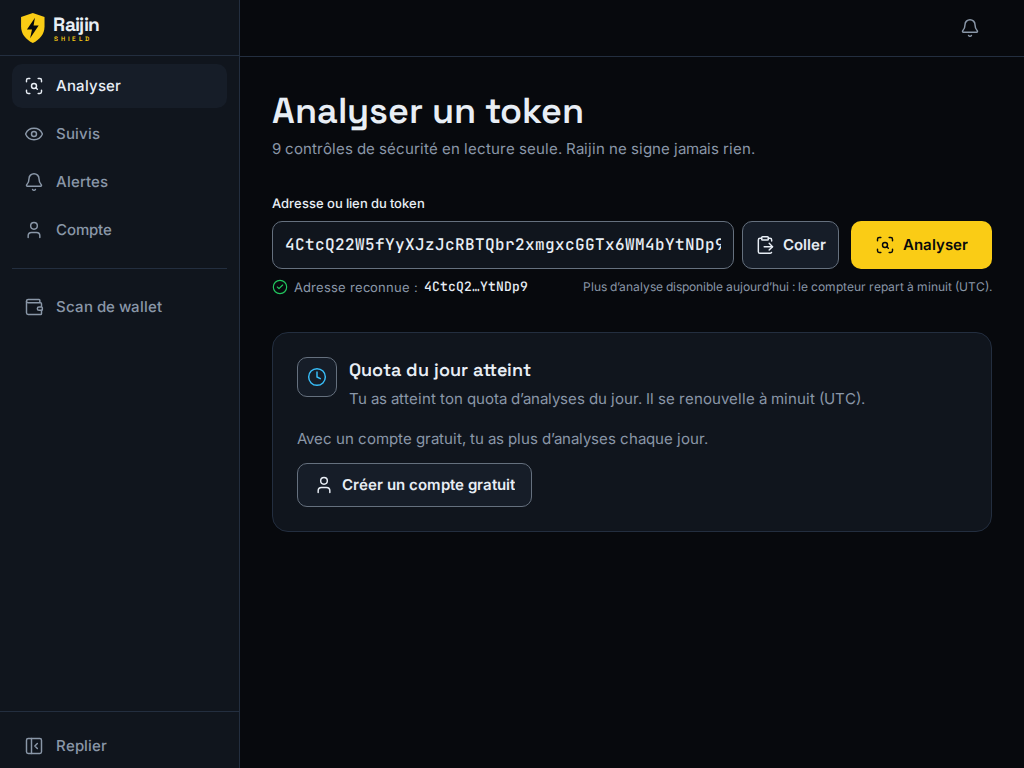 Raijin
SHIELD
Analyser
Suivis
Alertes
Compte
Scan de wallet
Replier
Analyser un token
9 contrôles de sécurité en lecture seule. Raijin ne signe jamais rien.
Adresse ou lien du token
4CtcQ22W5fYyXJzJcRBTQbr2xmgxcGGTx6WM4bYtNDp9
Coller
Analyser
Adresse reconnue : 4CtcQ2…YtNDp9
Plus d’analyse disponible aujourd’hui : le compteur repart à minuit (UTC).
Quota du jour atteint
Tu as atteint ton quota d’analyses du jour. Il se renouvelle à minuit (UTC).
Avec un compte gratuit, tu as plus d’analyses chaque jour.
Créer un compte gratuit